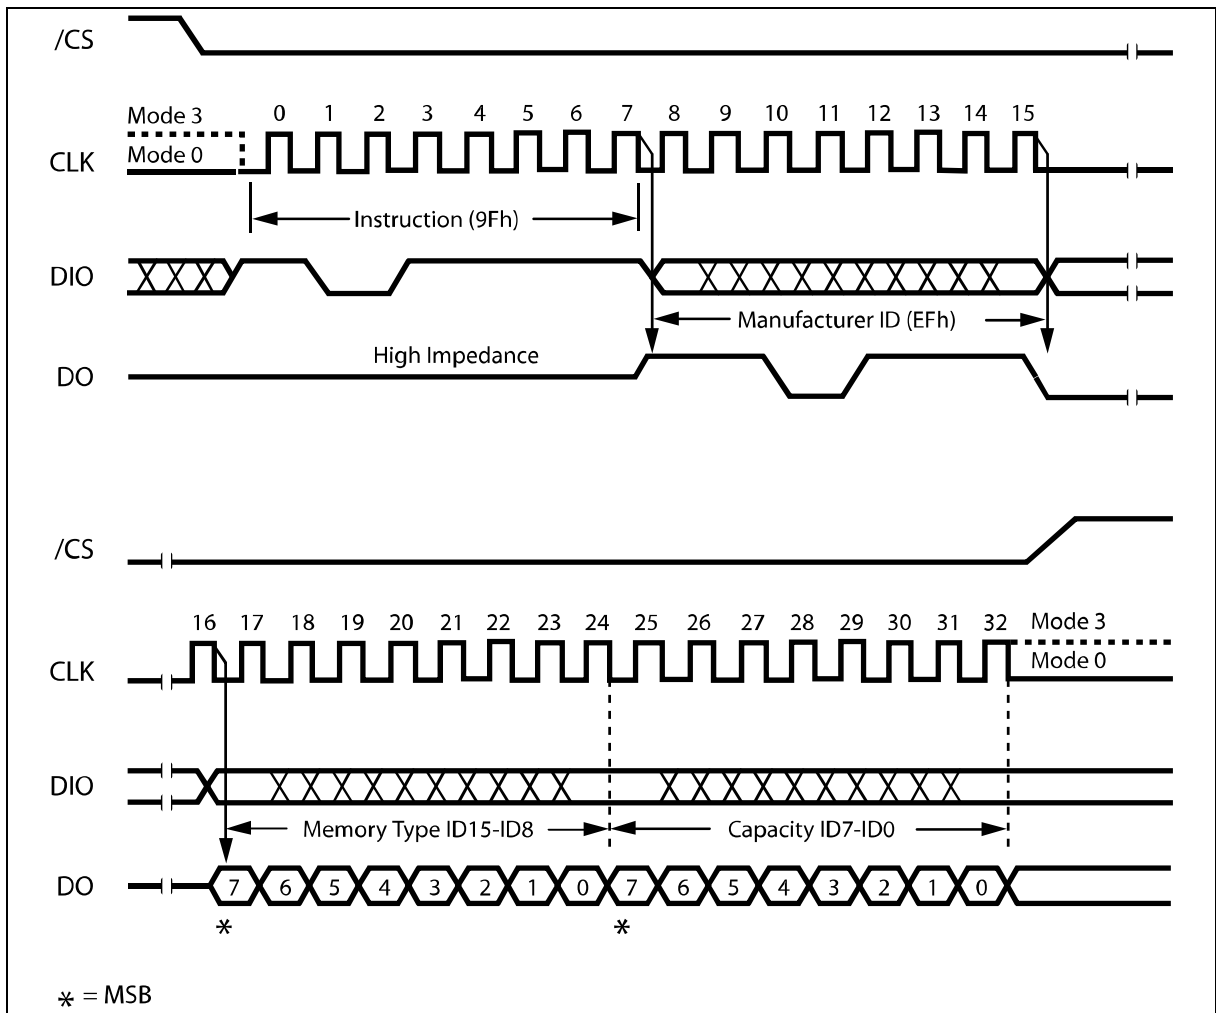 /CS
Mode 3
0 1 2 3 4 5 6 7 8 9 10 11 12 13 14 15
CLK
Mode 0
Instruction (9Fh)
DIO
Manufacturer ID (EFh)
High Impedance
DO
/CS
16 17 18 19 20 21 22 23 24 25 26 27 28 29 30 31 32
Mode 3
CLK
Mode 0
DIO
Memory Type ID15-ID8
Capacity ID7-ID0
DO
7 6 5 4 3 2 1 0 7 6 5 4 3 2 1 0
* *
* = MSB